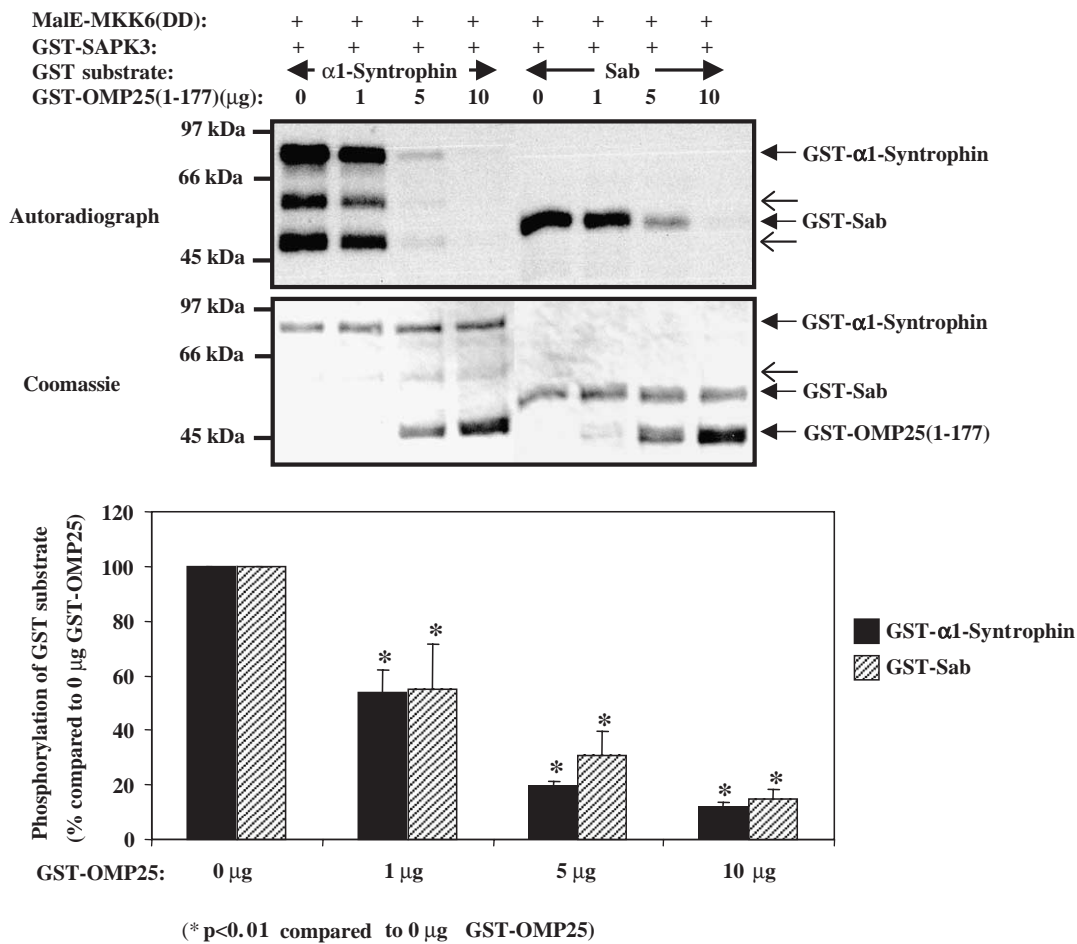 MalE-MKK6(DD): + + + + + + + +
GST-SAPK3: + + + + + + + +
GST substrate: α1-Syntrophin Sab
GST-OMP25(1-177)(µg): 0 1 5 10 0 1 5 10
97 kDa
GST-α1-Syntrophin
66 kDa
Autoradiograph
GST-Sab
45 kDa
97 kDa
GST-α1-Syntrophin
66 kDa
Coomassie
GST-Sab
45 kDa
GST-OMP25(1-177)
Phosphorylation of GST substrate
(% compared to 0 µg GST-OMP25)
120
100
80
60
40
20
0
* *
* *
* *
GST-α1-Syntrophin
GST-Sab
GST-OMP25: 0 µg 1 µg 5 µg 10 µg
(* p<0.01 compared to 0 µg GST-OMP25)